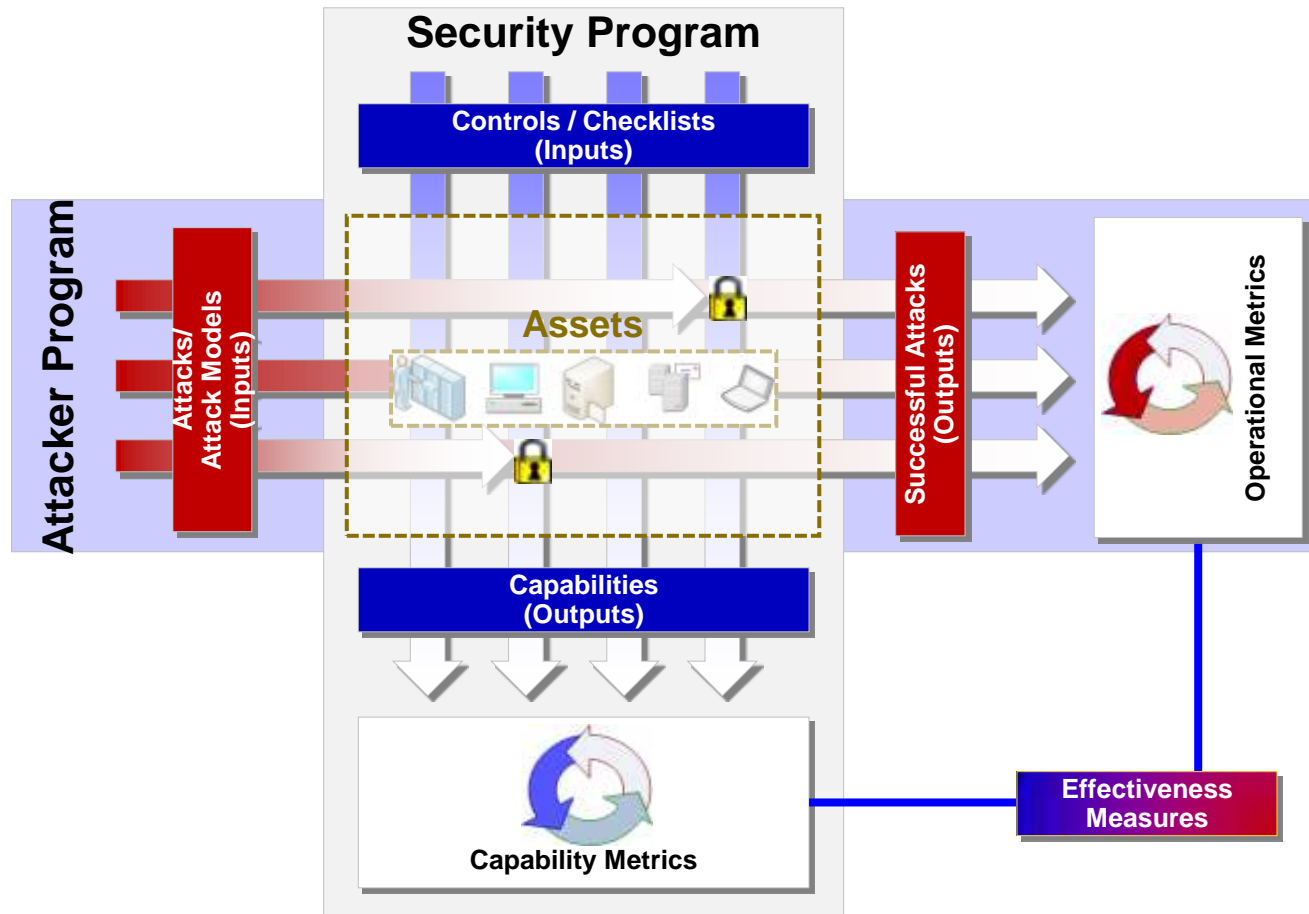 Security Program
Controls / Checklists
(Inputs)
Attacker Program
Attacks/
Attack Models
(Inputs)
Assets
Successful Attacks
(Outputs)
Operational Metrics
Capabilities
(Outputs)
Capability Metrics
Effectiveness
Measures